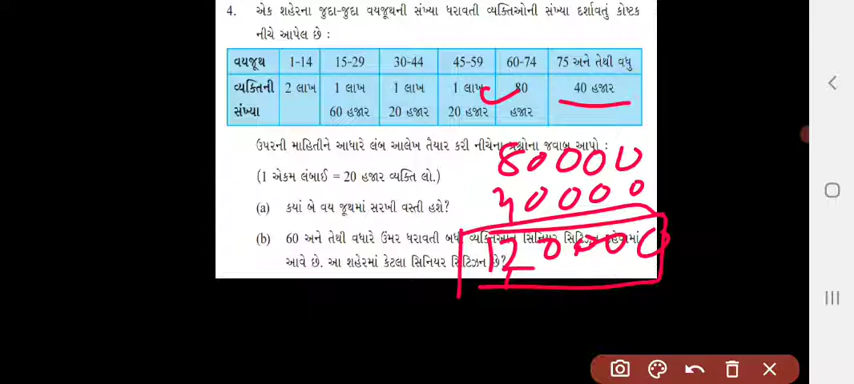 4. એક શહેરના જુદા-જુદા વયજૂથની સંખ્યા ધરાવતી વ્યક્તિઓની સંખ્યા દર્શાવતું કોષ્ટક
નીચે આપેલ છે :
વયજૂથ 1-14 15-29 30-44 45-59 60-74 75 અને તેથી વધુ
વ્યક્તિની 2 લાખ 1 લાખ 1 લાખ 1 લાખ 80 40 હજાર
સંખ્યા 60 હજાર 20 હજાર 20 હજાર હજાર
ઉપરની માહિતીને આધારે લંબ આલેખ તૈયાર કરી નીચેના પ્રશ્નોના જવાબ આપો :
80000
(1 એકમ લંબાઈ = 20 હજાર વ્યક્તિ લો.)
40000
(a) કયાં બે વય જૂથમાં સરખી વસ્તી હશે?
(b) 60 અને તેથી વધારે ઉંમર ધરાવતી બધી વ્યક્તિઓને સિનિયર સિટિઝન કહેવામાં
120000
આવે છે. આ શહેરમાં કેટલા સિનિયર સિટિઝન છે?